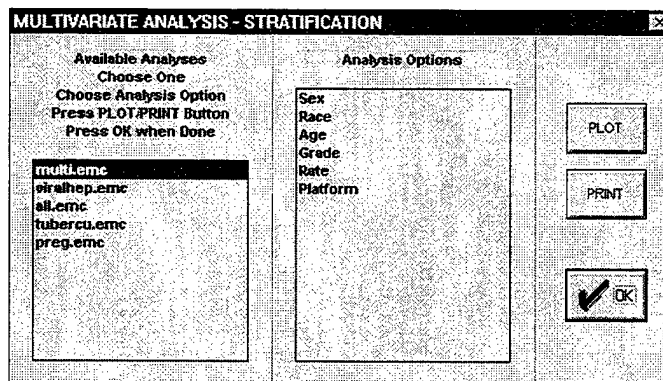 MULTIVARIATE ANALYSIS - STRATIFICATION
Available Analyses
Choose One
Choose Analysis Option
Press PLOT/PRINT Button
Press OK when Done
multi.emc
viralhep.emc
all.emc
tubercu.emc
preg.emc
Analysis Options
Sex
Race
Age
Grade
Rate
Platform
PLOT
PRINT
OK